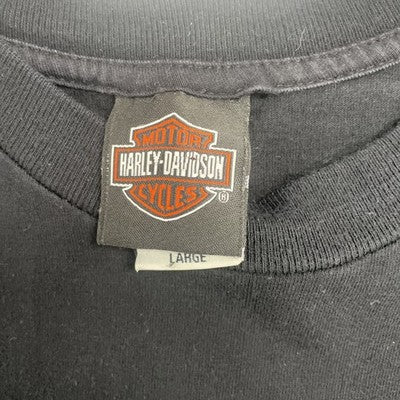 MOTOR
HARLEY-DAVIDSON
CYCLES
®
LARGE